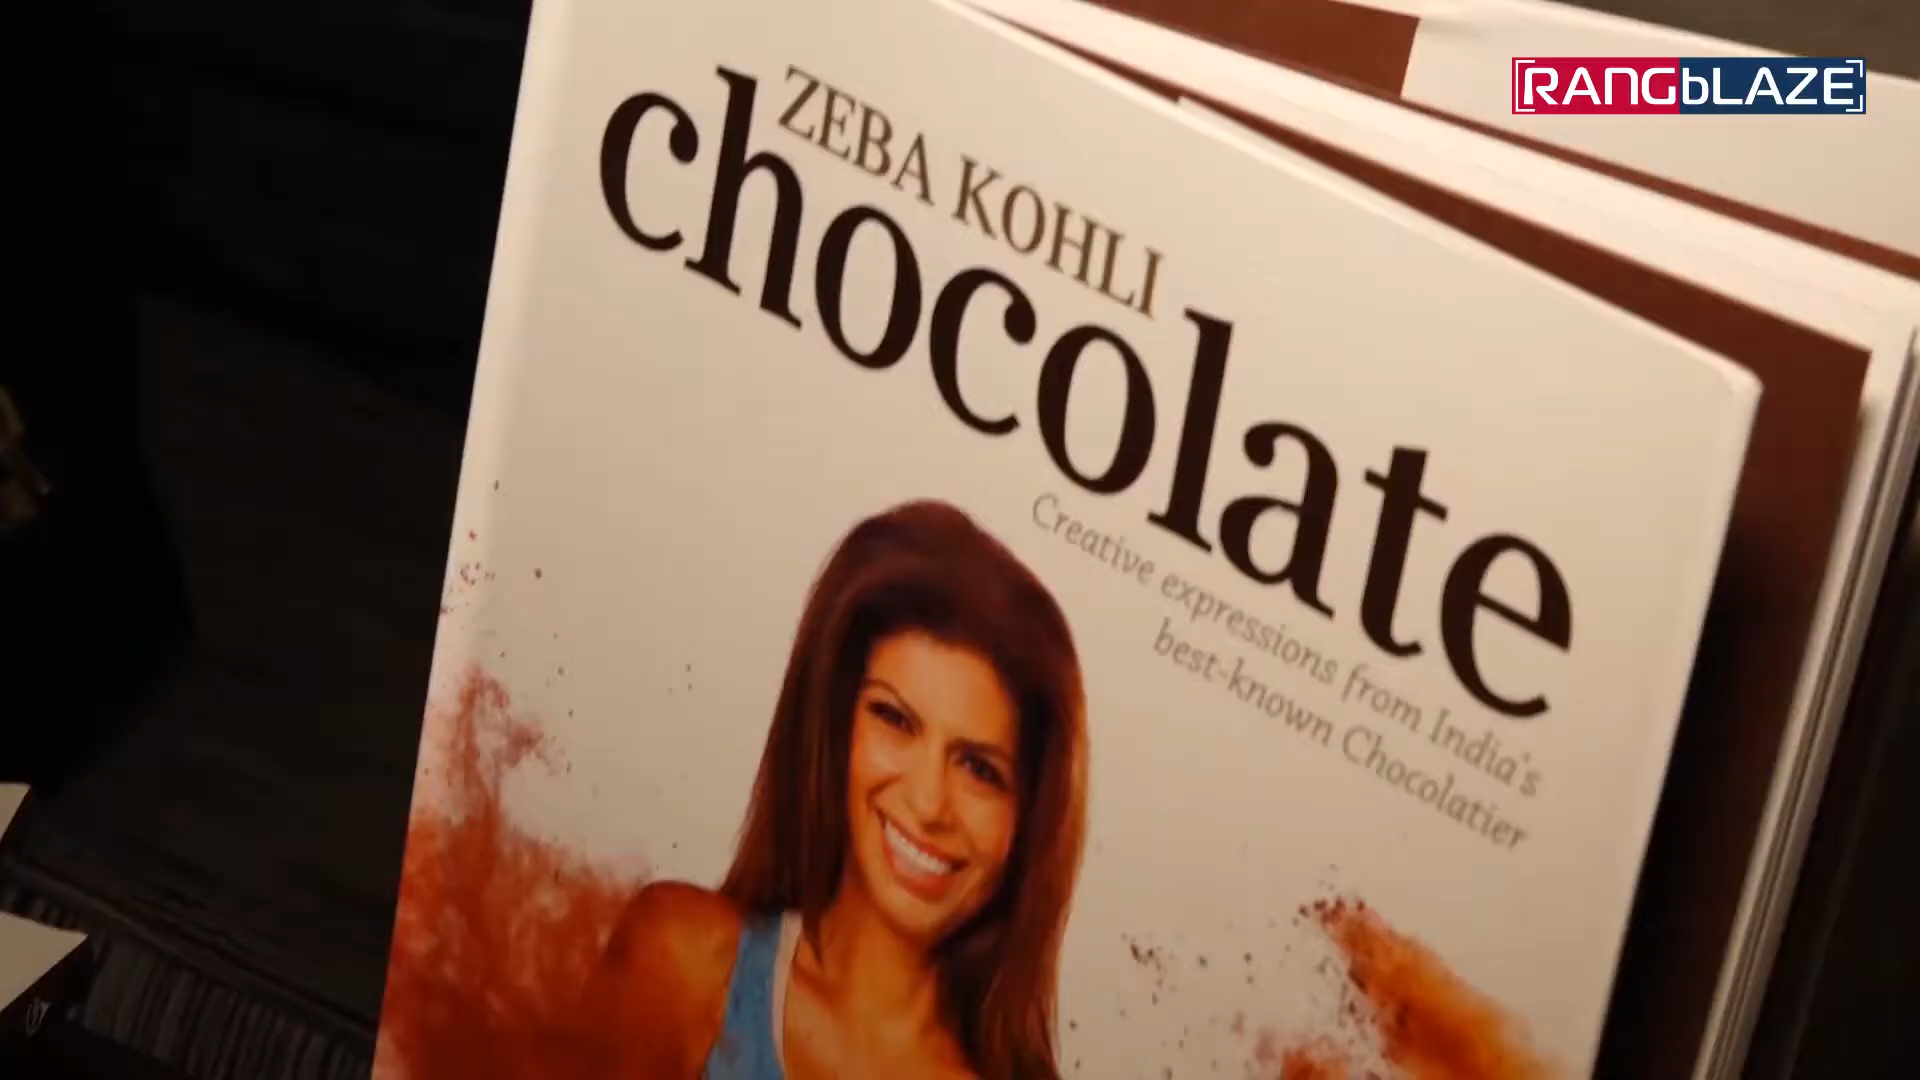 RANGbLAZE
ZEBA KOHLI
chocolate
Creative expressions from India's
best-known Chocolatier